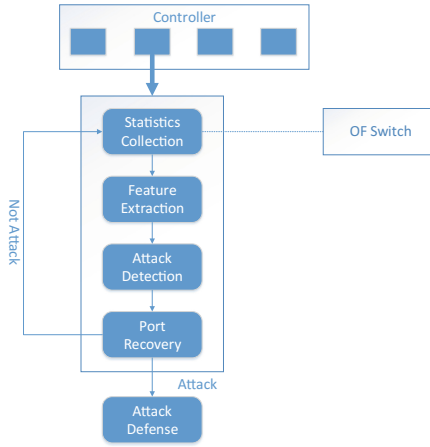 Controller
Statistics
Collection
OF Switch
Feature
Extraction
Not Attack
Attack
Detection
Port
Recovery
Attack
Attack
Defense